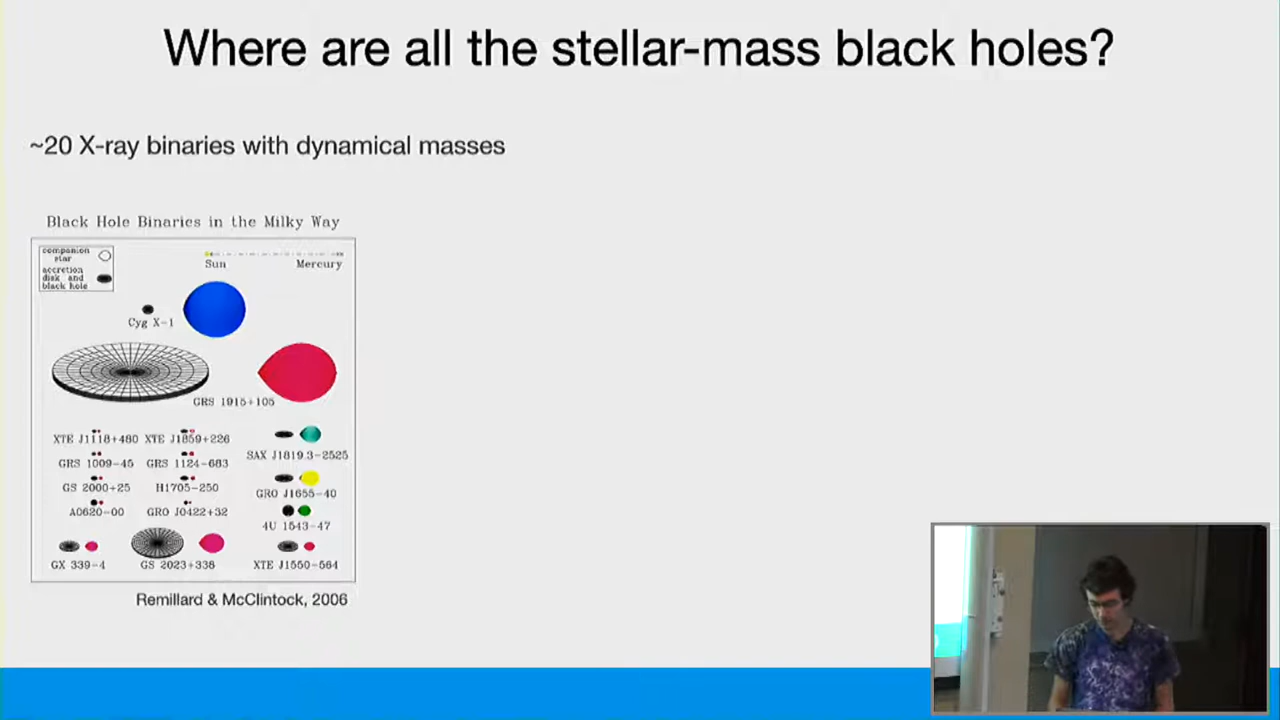 Where are all the stellar-mass black holes?
~20 X-ray binaries with dynamical masses
Black Hole Binaries in the Milky Way
companion
star
accretion
disk and
black hole
Sun
Mercury
Cyg X-1
GRS 1915+105
XTE J1118+480
XTE J1859+226
SAX J1819.3-2525
GRS 1009-45
GRS 1124-683
GS 2000+25
H1705-250
GRO J1655-40
A0620-00
GRO J0422+32
4U 1543-47
GX 339-4
GS 2023+338
XTE J1550-564
Remillard & McClintock, 2006